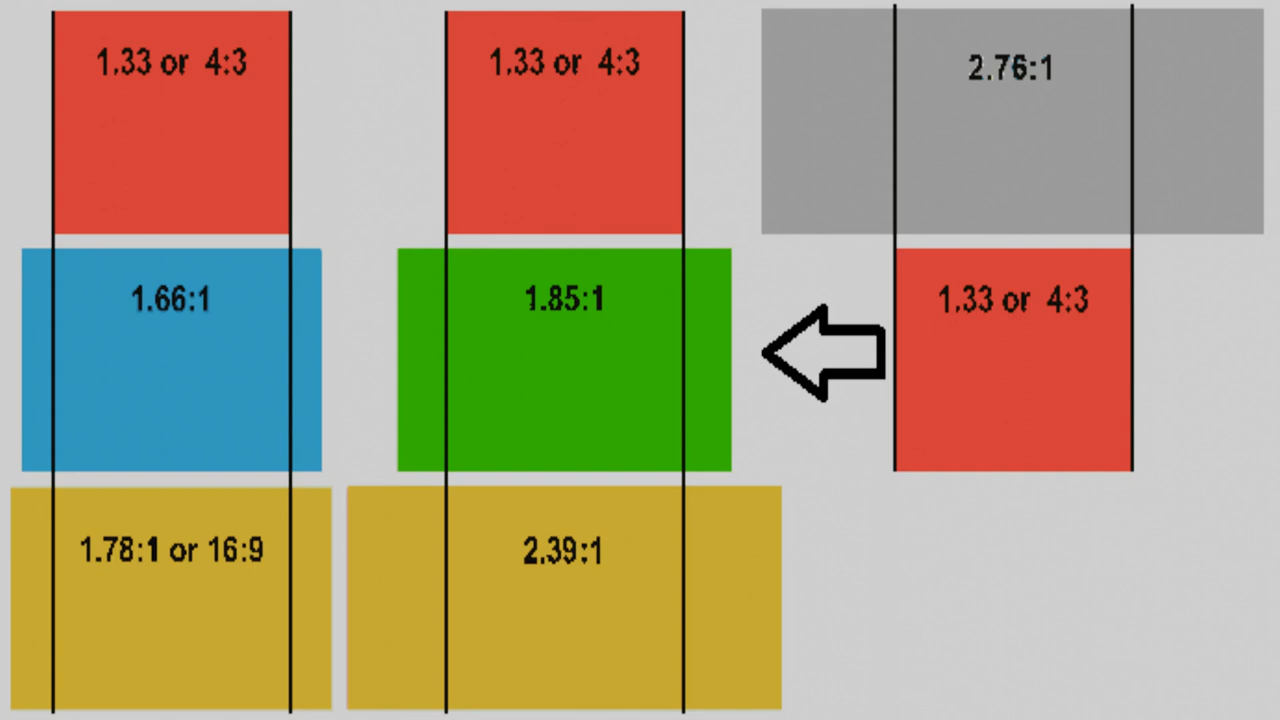 1.33 or 4:3
1.33 or 4:3
2.76:1
1.66:1
1.85:1
1.33 or 4:3
1.78:1 or 16:9
2.39:1